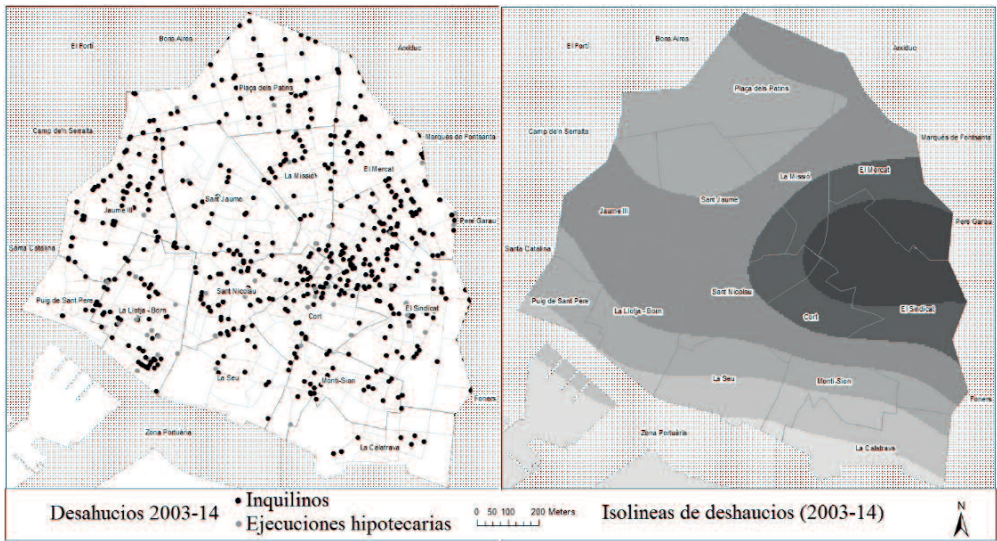 El Fortí
Bons Aires
Arxiduc
Plaça dels Patins
Camp de'n Serralta
Marquès de Fontsanta
La Missió
El Mercat
Sant Jaume
Jaume III
Pere Garau
Santa Catalina
Sant Nicolau
Puig de Sant Pere
La Llotja - Born
Cort
El Sindicat
La Seu
Monti-Sion
Foners
Zona Portuària
La Calatrava
El Fortí
Bons Aires
Arxiduc
Plaça dels Patins
Camp de'n Serralta
Marquès de Fontsanta
La Missió
El Mercat
Sant Jaume
Jaume III
Pere Garau
Santa Catalina
Sant Nicolau
Puig de Sant Pere
La Llotja - Born
Cort
El Sindicat
La Seu
Monti-Sion
Foners
Zona Portuària
La Calatrava
Desahucios 2003-14
Inquilinos
Ejecuciones hipotecarias
0 50 100 200 Meters
Isolineas de deshaucios (2003-14)
N